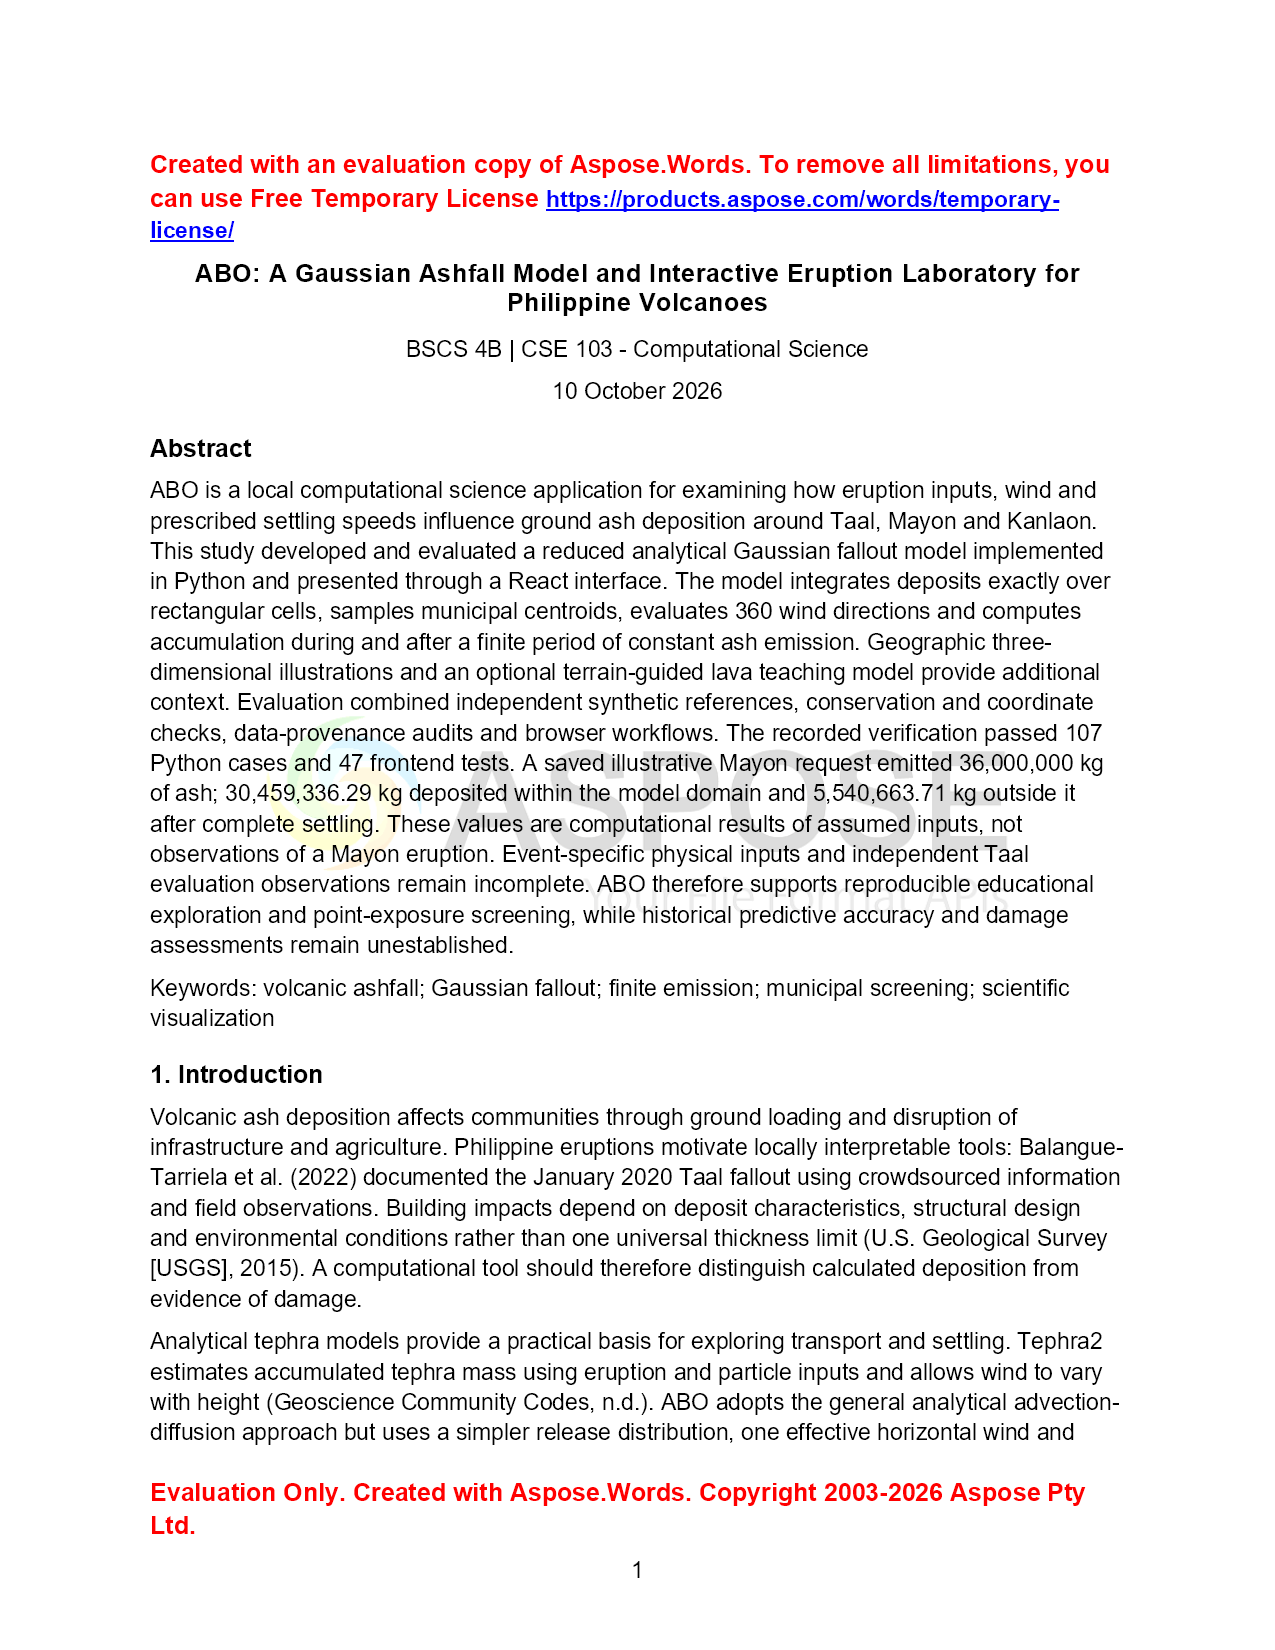 Created with an evaluation copy of Aspose.Words. To remove all limitations, you
can use Free Temporary License https://products.aspose.com/words/temporary-
license/
ABO: A Gaussian Ashfall Model and Interactive Eruption Laboratory for
Philippine Volcanoes
BSCS 4B | CSE 103 - Computational Science
10 October 2026
Abstract
ABO is a local computational science application for examining how eruption inputs, wind and
prescribed settling speeds influence ground ash deposition around Taal, Mayon and Kanlaon.
This study developed and evaluated a reduced analytical Gaussian fallout model implemented
in Python and presented through a React interface. The model integrates deposits exactly over
rectangular cells, samples municipal centroids, evaluates 360 wind directions and computes
accumulation during and after a finite period of constant ash emission. Geographic three-
dimensional illustrations and an optional terrain-guided lava teaching model provide additional
context. Evaluation combined independent synthetic references, conservation and coordinate
checks, data-provenance audits and browser workflows. The recorded verification passed 107
Python cases and 47 frontend tests. A saved illustrative Mayon request emitted 36,000,000 kg
of ash; 30,459,336.29 kg deposited within the model domain and 5,540,663.71 kg outside it
after complete settling. These values are computational results of assumed inputs, not
observations of a Mayon eruption. Event-specific physical inputs and independent Taal
evaluation observations remain incomplete. ABO therefore supports reproducible educational
exploration and point-exposure screening, while historical predictive accuracy and damage
assessments remain unestablished.
ASPOSE
Your File Format APIs
Keywords: volcanic ashfall; Gaussian fallout; finite emission; municipal screening; scientific
visualization
1. Introduction
Volcanic ash deposition affects communities through ground loading and disruption of
infrastructure and agriculture. Philippine eruptions motivate locally interpretable tools: Balangue-
Tarriela et al. (2022) documented the January 2020 Taal fallout using crowdsourced information
and field observations. Building impacts depend on deposit characteristics, structural design
and environmental conditions rather than one universal thickness limit (U.S. Geological Survey
[USGS], 2015). A computational tool should therefore distinguish calculated deposition from
evidence of damage.
Analytical tephra models provide a practical basis for exploring transport and settling. Tephra2
estimates accumulated tephra mass using eruption and particle inputs and allows wind to vary
with height (Geoscience Community Codes, n.d.). ABO adopts the general analytical advection-
diffusion approach but uses a simpler release distribution, one effective horizontal wind and
Evaluation Only. Created with Aspose.Words. Copyright 2003-2026 Aspose Pty
Ltd.
1